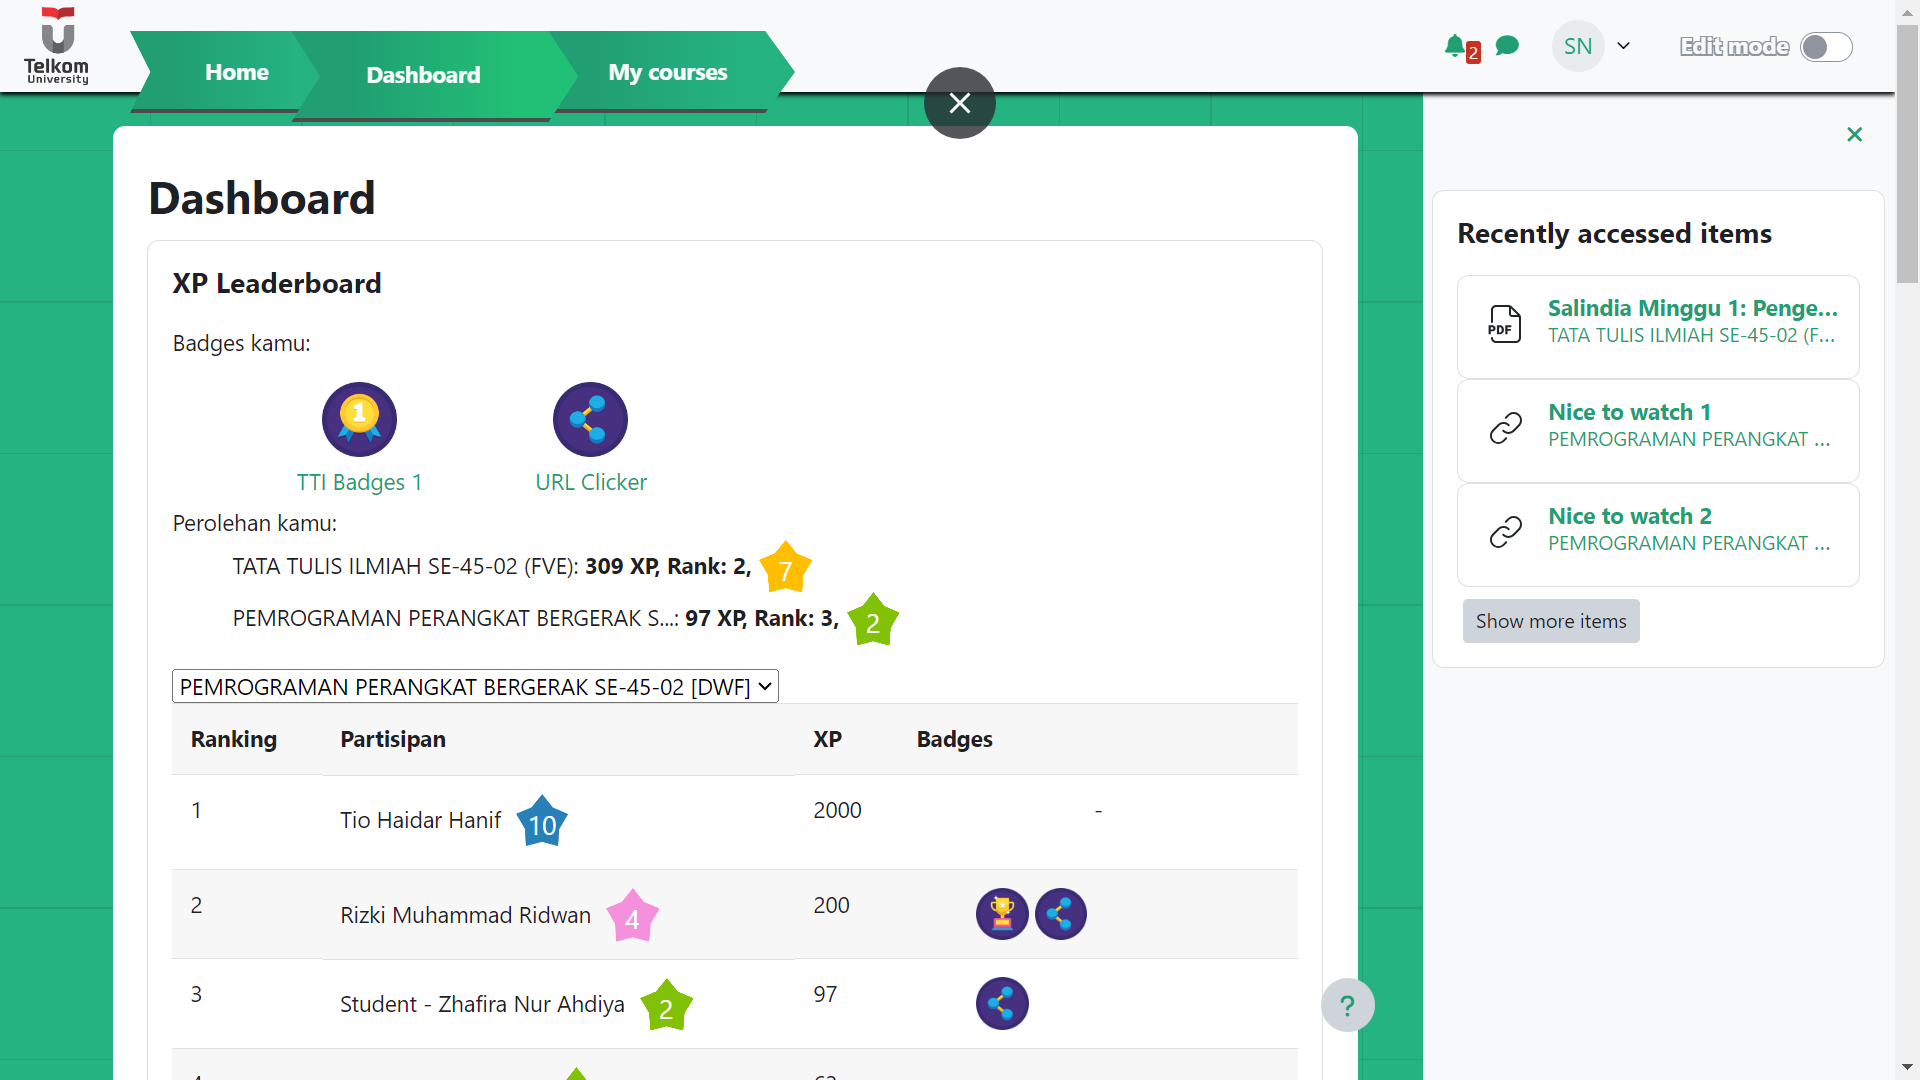 Telkom
University
Home
Dashboard
My courses
2
SN
Edit mode
Dashboard
XP Leaderboard
Badges kamu:
1
TTI Badges 1
URL Clicker
Perolehan kamu:
TATA TULIS ILMIAH SE-45-02 (FVE): 309 XP, Rank: 2, 7
PEMROGRAMAN PERANGKAT BERGERAK S...: 97 XP, Rank: 3, 2
PEMROGRAMAN PERANGKAT BERGERAK SE-45-02 [DWF]
Ranking Partisipan XP Badges
1 Tio Haidar Hanif 10 2000 -
2 Rizki Muhammad Ridwan 4 200
3 Student - Zhafira Nur Ahdiya 2 97
?
Recently accessed items
PDF
Salindia Minggu 1: Penge...
TATA TULIS ILMIAH SE-45-02 (F...
Nice to watch 1
PEMROGRAMAN PERANGKAT ...
Nice to watch 2
PEMROGRAMAN PERANGKAT ...
Show more items